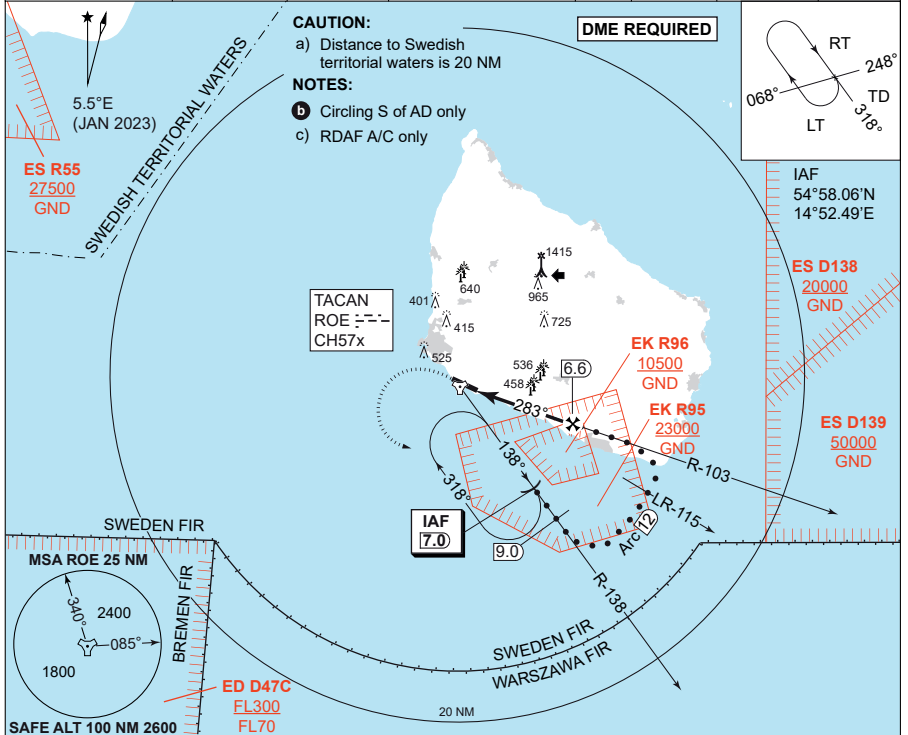 CAUTION:
a) Distance to Swedish
territorial waters is 20 NM
NOTES:
b Circling S of AD only
c) RDAF A/C only
DME REQUIRED
RT
248°
068°
TD
LT
318°
5.5°E
(JAN 2023)
SWEDISH TERRITORIAL WATERS
ES R55
27500
GND
IAF
54°58.06'N
14°52.49'E
ES D138
20000
GND
ES D139
50000
GND
1415
640
965
401
415
725
525
536
458
TACAN
ROE
CH57x
6.6
EK R96
10500
GND
EK R95
23000
GND
283°
138°
318°
R-103
LR-115
Arc 12
R-138
IAF
7.0
9.0
SWEDEN FIR
BREMEN FIR
SWEDEN FIR
WARSZAWA FIR
MSA ROE 25 NM
340°
2400
085°
1800
SAFE ALT 100 NM 2600
ED D47C
FL300
FL70
20 NM